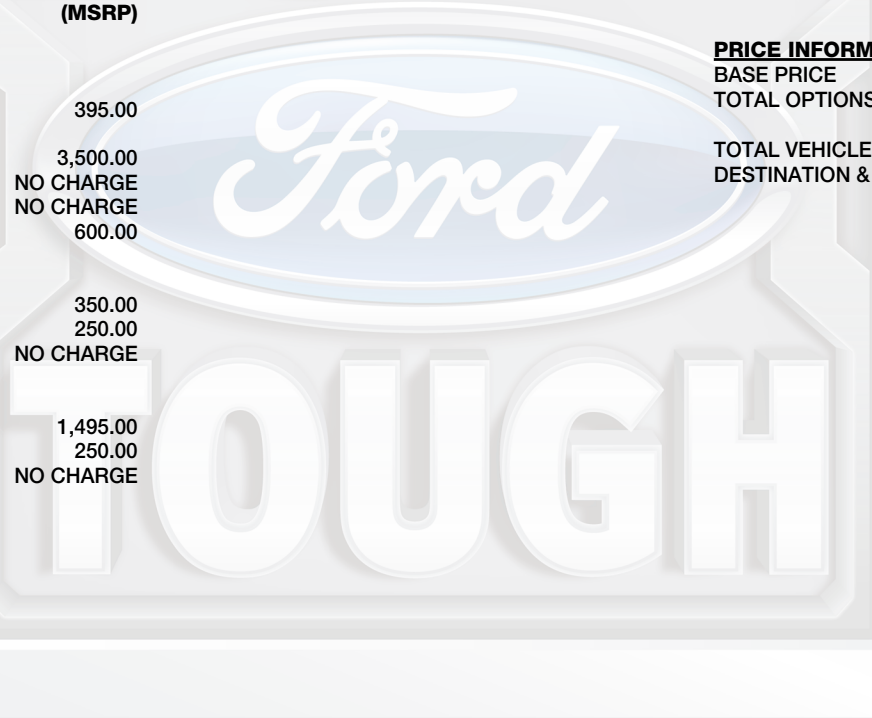 (MSRP)
395.00
3,500.00
NO CHARGE
NO CHARGE
600.00
350.00
250.00
NO CHARGE
1,495.00
250.00
NO CHARGE
PRICE INFORM
BASE PRICE
TOTAL OPTIONS
TOTAL VEHICLE
DESTINATION &
Ford
TOUGH